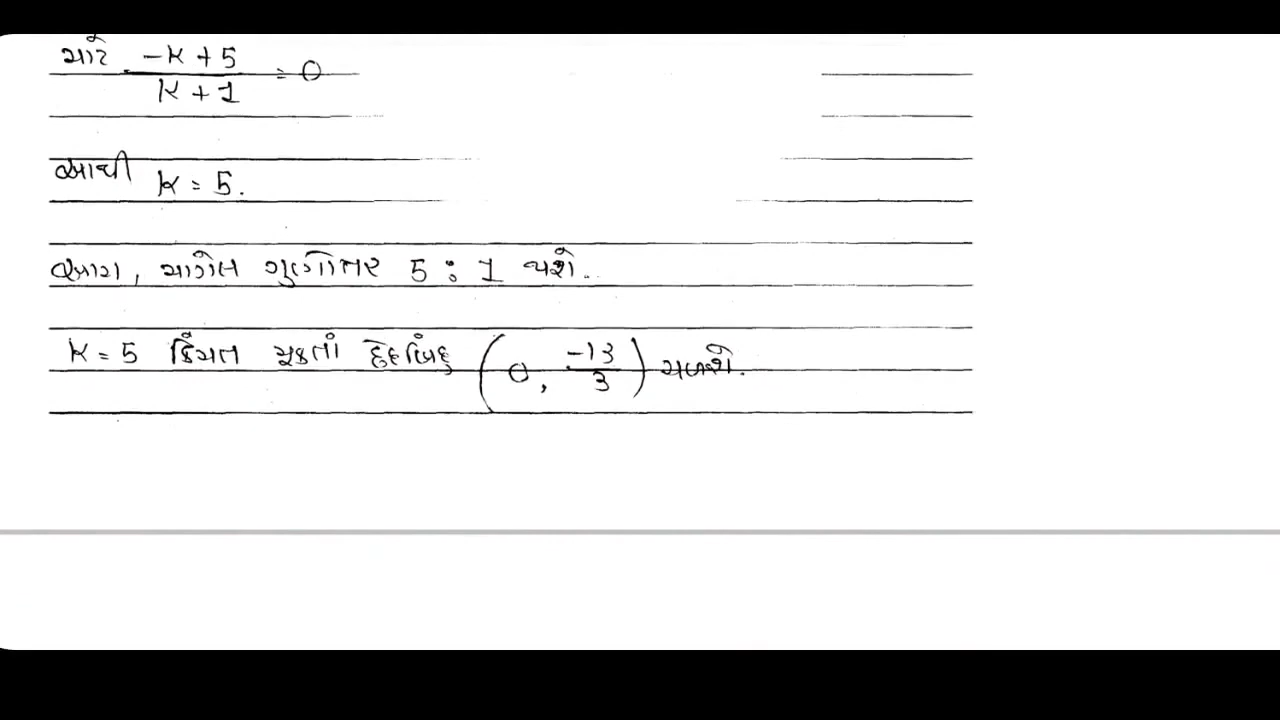 માટે -K + 5 / K + 1 = 0
આથી K = 5.
આમ, માગેલ ગુણોત્તર 5 : 1 થશે.
K = 5 કિંમત મૂકતાં છેદબિંદુ (0, -13/3) મળશે.